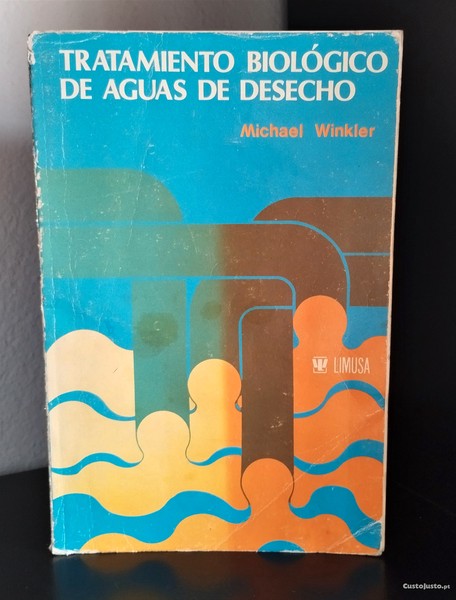 TRATAMIENTO BIOLÓGICO
DE AGUAS DE DESECHO
Michael Winkler
LIMUSA
CustoJusto.pt